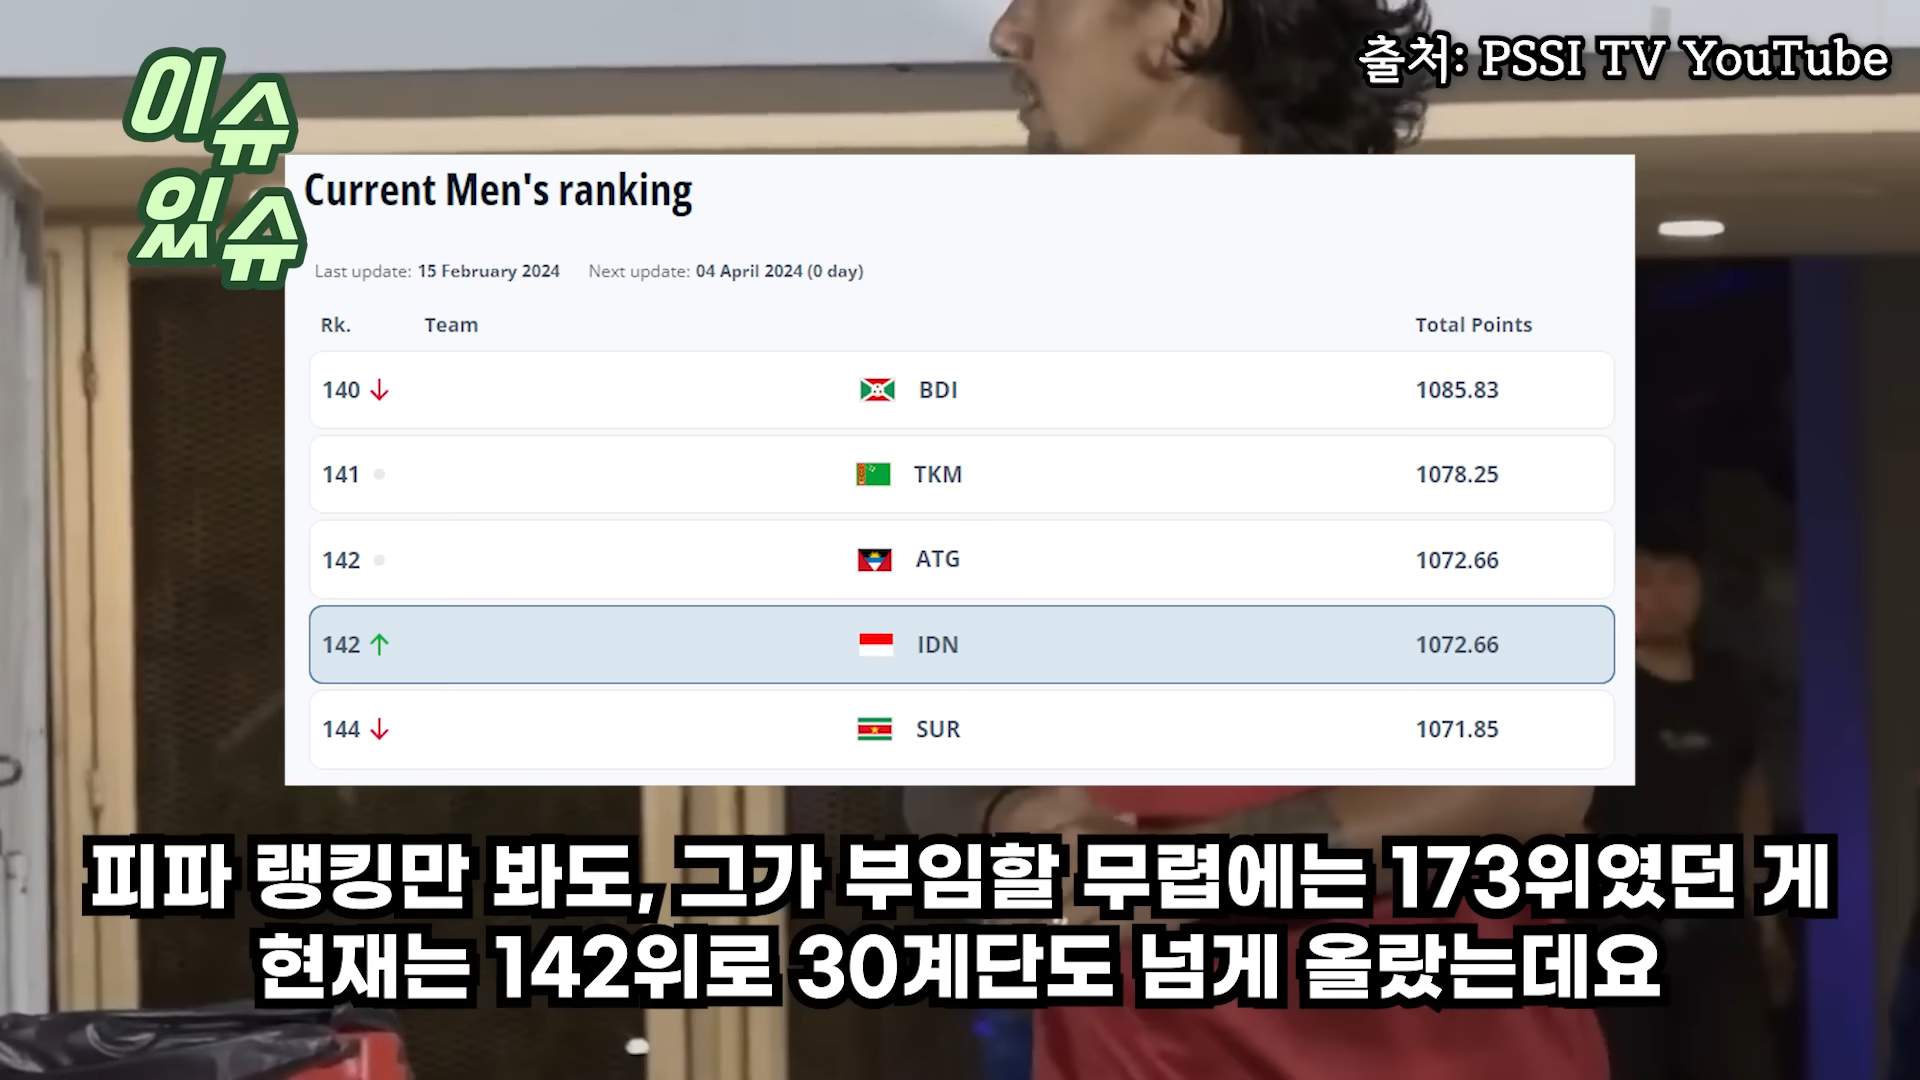 이슈
있슈
출처: PSSI TV YouTube
Current Men's ranking
Last update: 15 February 2024 Next update: 04 April 2024 (0 day)
Rk. Team Total Points
140 BDI 1085.83
141 TKM 1078.25
142 ATG 1072.66
142 IDN 1072.66
144 SUR 1071.85
피파 랭킹만 봐도, 그가 부임할 무렵에는 173위였던 게
현재는 142위로 30계단도 넘게 올랐는데요